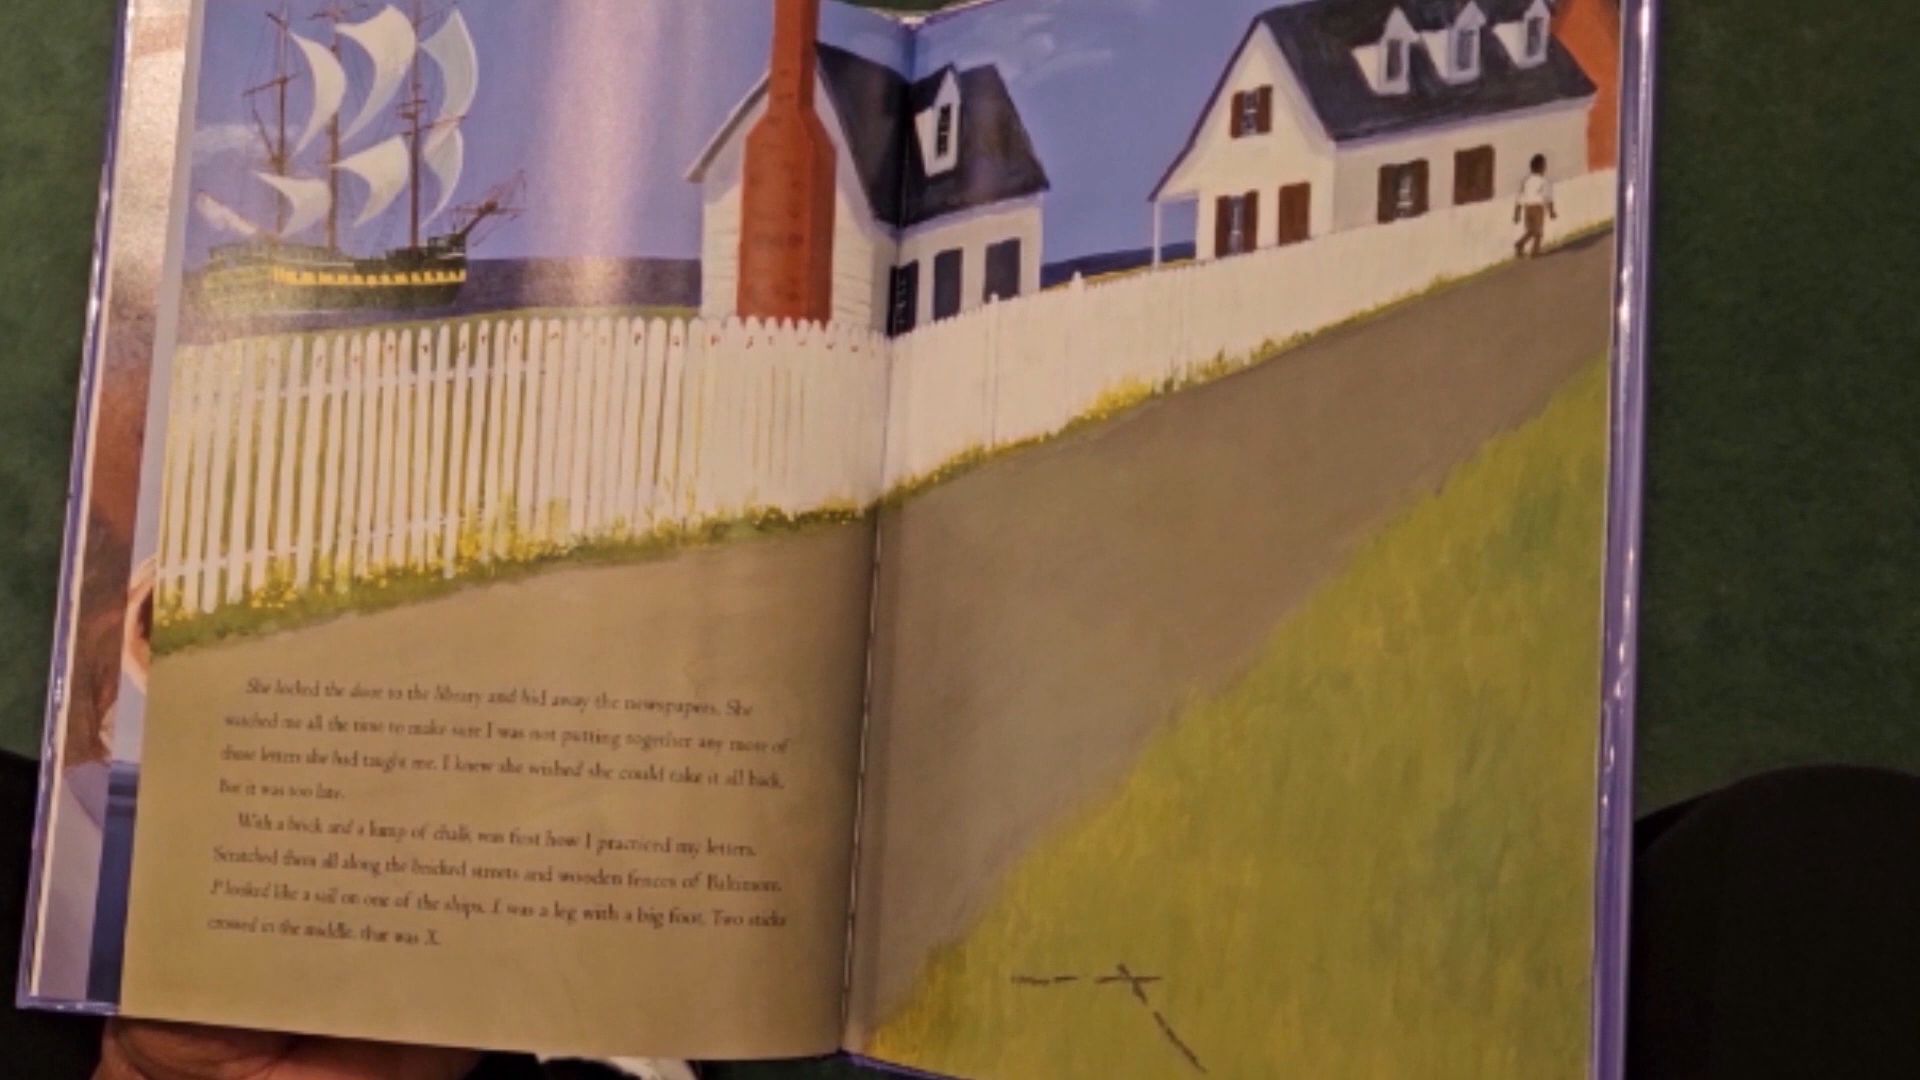 She locked the door to the library and hid away the newspapers. She
watched me all the time to make sure I was not putting together any more of
those letters she had taught me. I knew she wished she could take it all back.
But it was too late.
With a brick and a lump of chalk was first how I practiced my letters.
Scratched them all along the bricked streets and wooden fences of Baltimore.
P looked like a sail on one of the ships. L was a leg with a big foot. Two sticks
crossed in the middle, that was X.